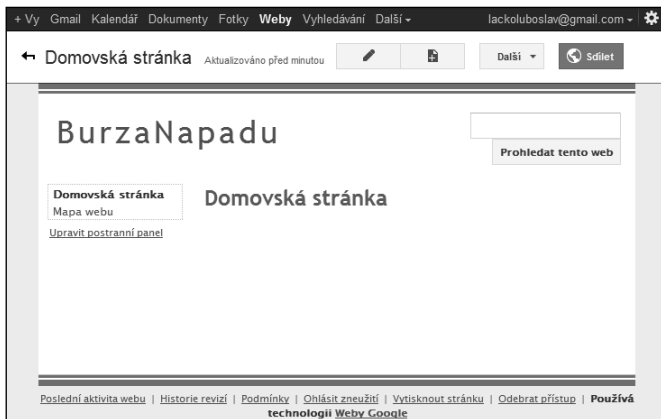 + Vy Gmail Kalendář Dokumenty Fotky Weby Vyhledávání Další lackoluboslav@gmail.com
Domovská stránka Aktualizováno před minutou Další Sdílet
BurzaNapadu
Prohledat tento web
Domovská stránka
Mapa webu
Upravit postranní panel
Domovská stránka
Poslední aktivita webu | Historie revizí | Podmínky | Ohlásit zneužití | Vytisknout stránku | Odebrat přístup | Používá
technologii Weby Google